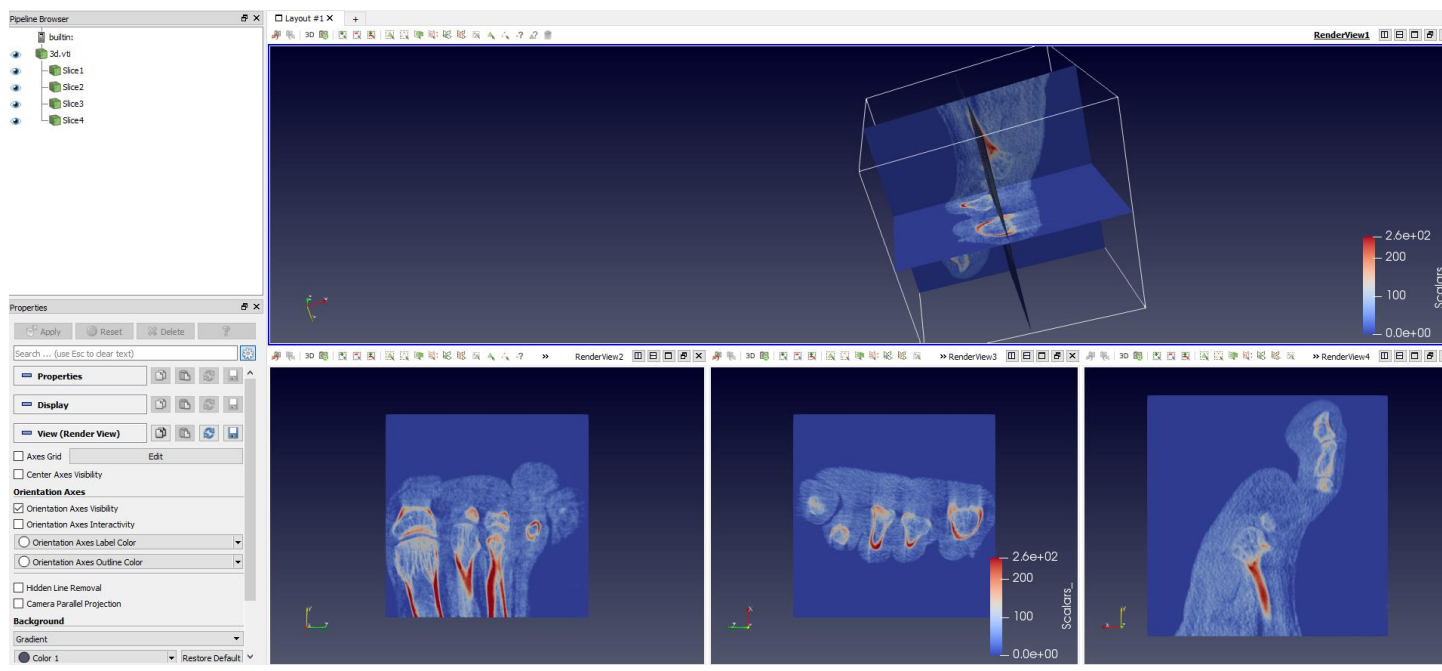 Pipeline Browser
builtin:
3d.vti
Slice1
Slice2
Slice3
Slice4
Properties
Apply Reset Delete ?
Search ... (use Esc to clear text)
Properties
Display
View (Render View)
Axes Grid Edit
Center Axes Visibility
Orientation Axes
Orientation Axes Visibility
Orientation Axes Interactivity
Orientation Axes Label Color
Orientation Axes Outline Color
Hidden Line Removal
Camera Parallel Projection
Background
Gradient
Color 1 Restore Default
Layout #1 +
3D RenderView1
2.6e+02
200
100
0.0e+00
Scalars_
3D » RenderView2
3D » RenderView3
2.6e+02
200
100
0.0e+00
Scalars_
3D » RenderView4